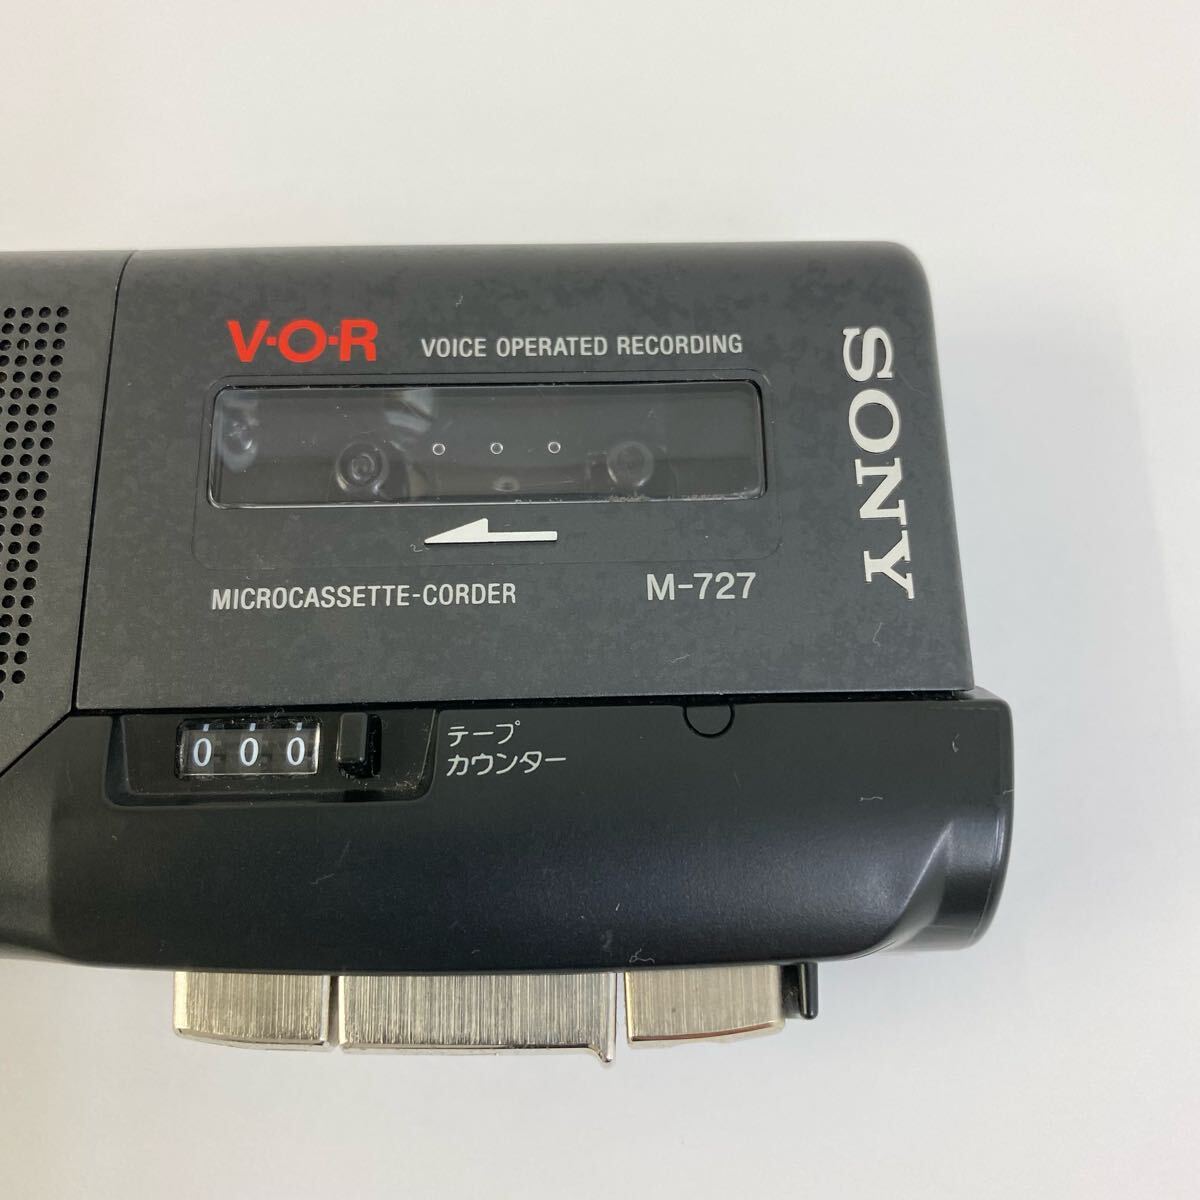 V·O·R VOICE OPERATED RECORDING
SONY
MICROCASSETTE-CORDER M-727
000
テープ
カウンター